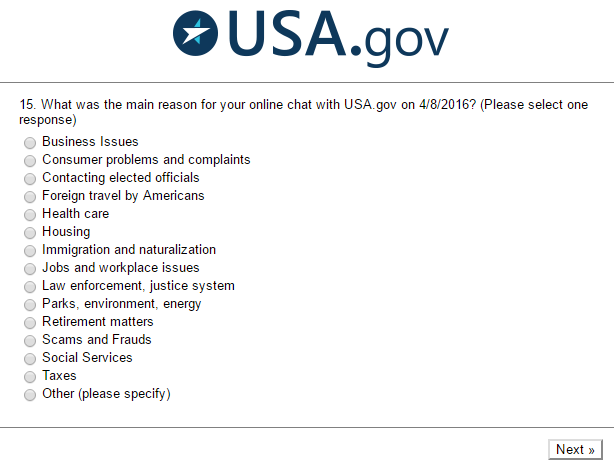 USA.gov
15. What was the main reason for your online chat with USA.gov on 4/8/2016? (Please select one
response)
Business Issues
Consumer problems and complaints
Contacting elected officials
Foreign travel by Americans
Health care
Housing
Immigration and naturalization
Jobs and workplace issues
Law enforcement, justice system
Parks, environment, energy
Retirement matters
Scams and Frauds
Social Services
Taxes
Other (please specify)
Next »